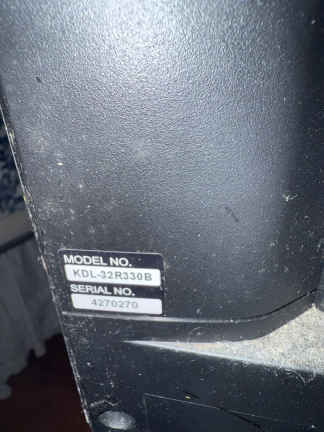 MODEL NO.
KDL-32R330B
SERIAL NO.
4270270